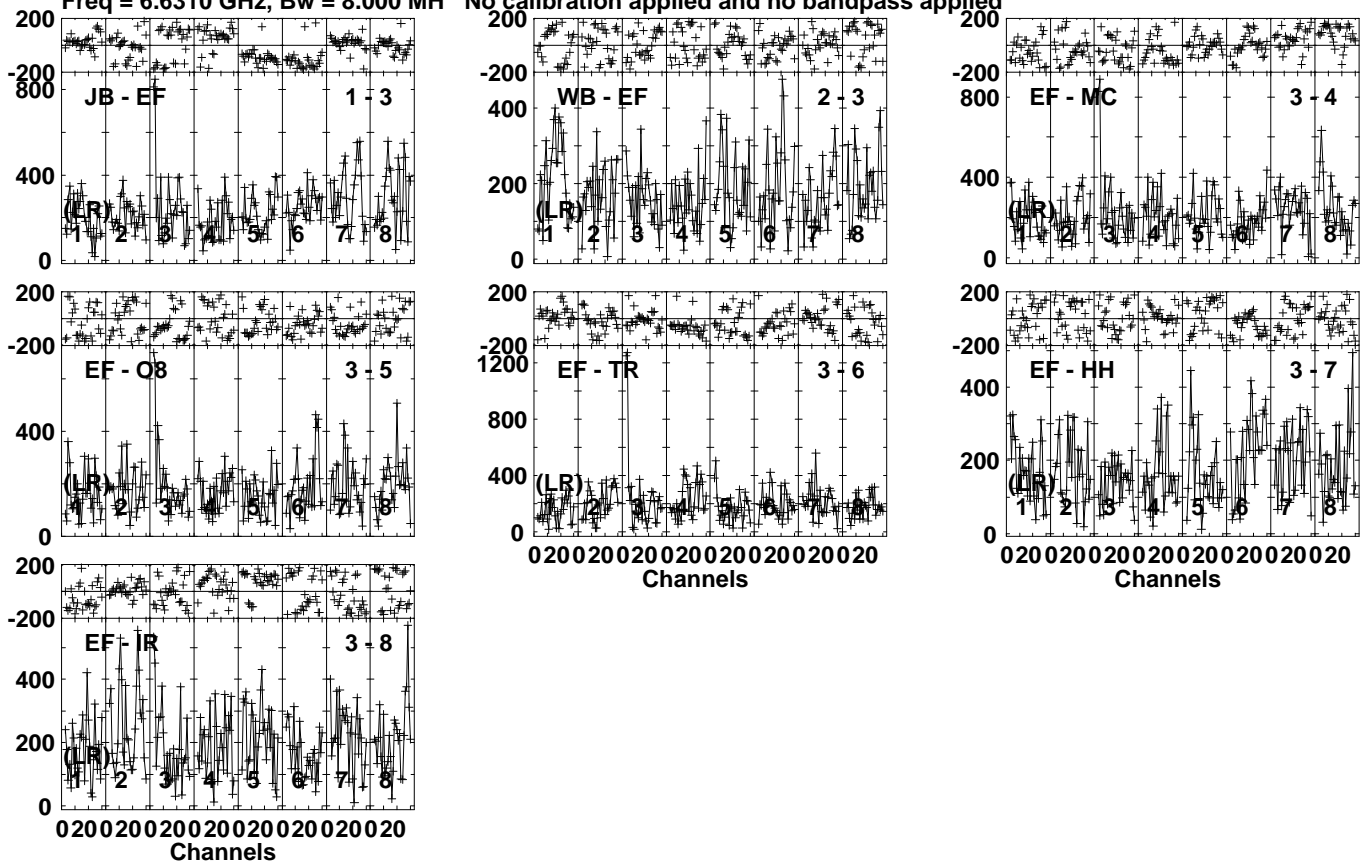 Freq = 6.6310 GHz, Bw = 8.000 MH No calibration applied and no bandpass applied
200 200 200
-200 -200 -200
800 JB - EF 1 - 3
400
(LR)
1 2 3 4 5 6 7 8
0
WB - EF 2 - 3
400
200
(LR)
1 2 3 4 5 6 7 8
0
EF - MC 3 - 4
800
400
(LR)
1 2 3 4 5 6 7 8
0
200 200 200
-200 -200 -200
EF - O8 3 - 5
400
(LR)
1 2 3 4 5 6 7 8
0
1200 EF - TR 3 - 6
800
400
(LR)
1 2 3 4 5 6 7 8
0
0 20 0 20 0 20 0 20 0 20 0 20 0 20 0 20
Channels
EF - HH 3 - 7
400
200
(LR)
1 2 3 4 5 6 7 8
0
0 20 0 20 0 20 0 20 0 20 0 20 0 20 0 20
Channels
200
-200
EF - IR 3 - 8
400
200
(LR)
1 2 3 4 5 6 7 8
0
0 20 0 20 0 20 0 20 0 20 0 20 0 20 0 20
Channels